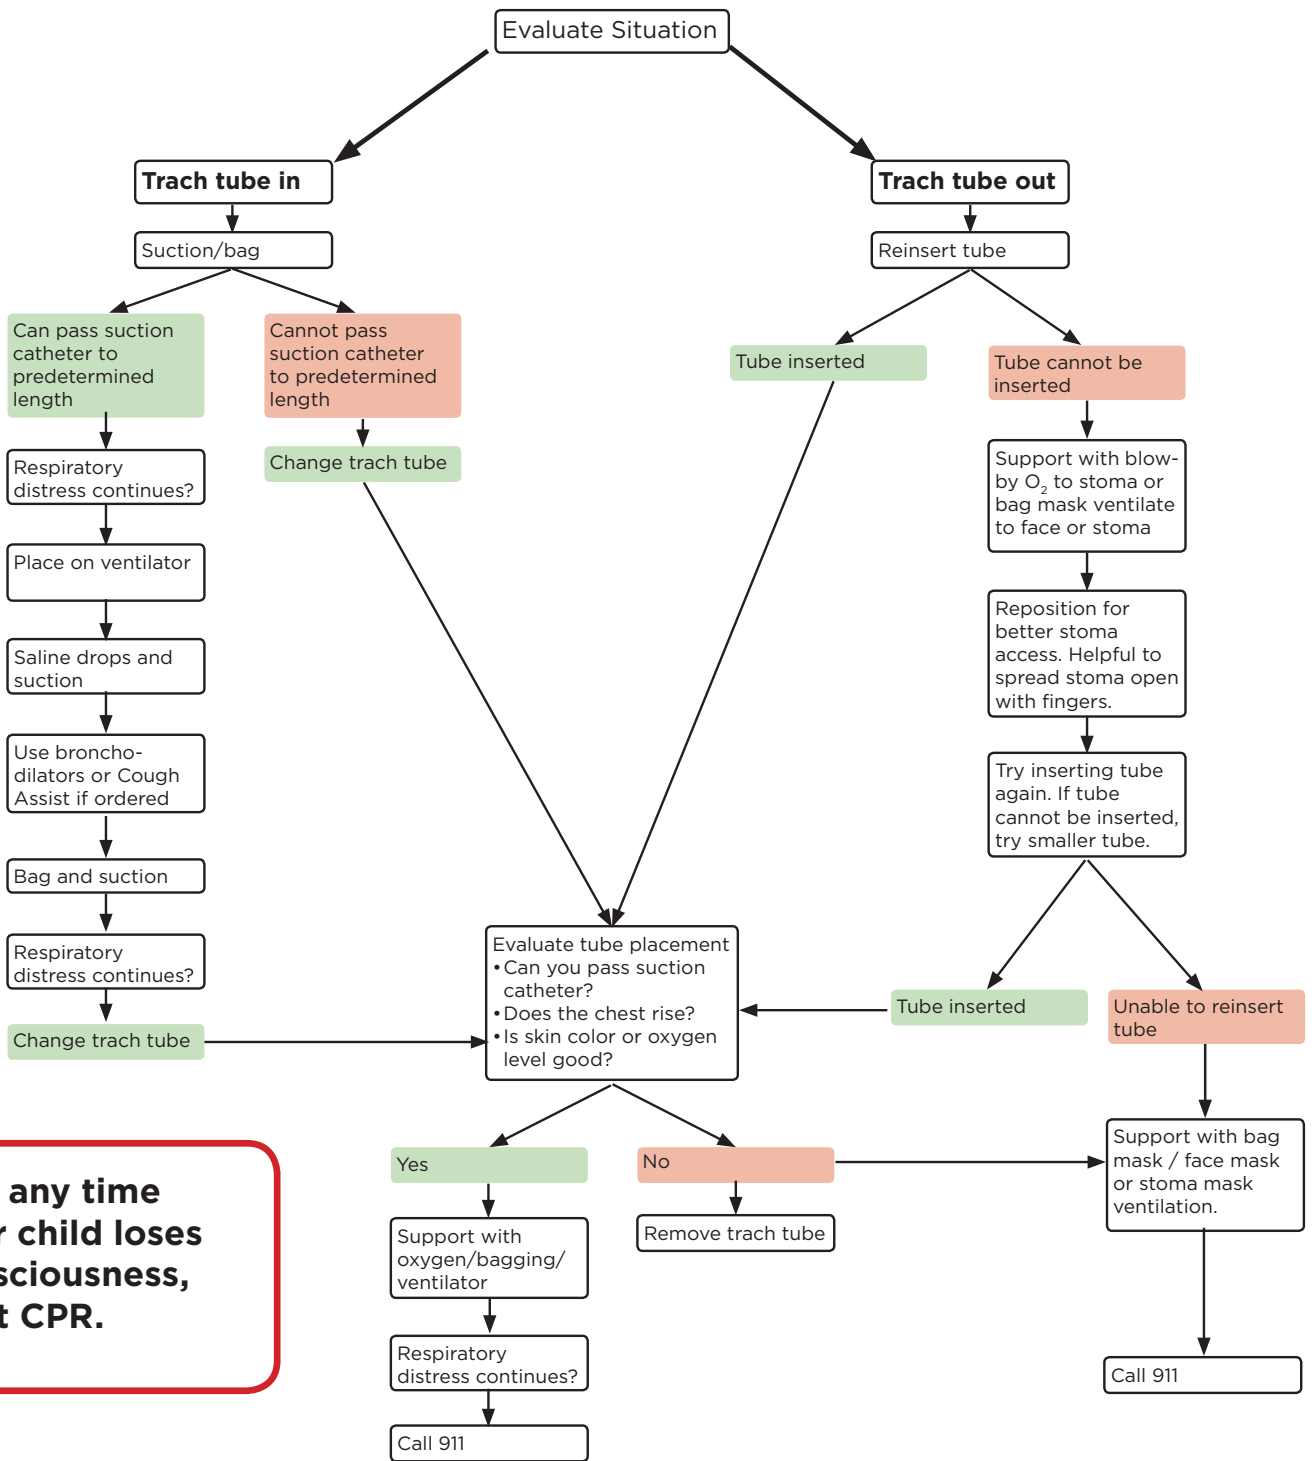 Evaluate Situation
Trach tube in
Suction/bag
Can pass suction
catheter to
predetermined
length
Respiratory
distress continues?
Place on ventilator
Saline drops and
suction
Use broncho-
dilators or Cough
Assist if ordered
Bag and suction
Respiratory
distress continues?
Change trach tube
Cannot pass
suction catheter
to predetermined
length
Change trach tube
Trach tube out
Reinsert tube
Tube inserted
Tube cannot be
inserted
Support with blow-
by O2 to stoma or
bag mask ventilate
to face or stoma
Reposition for
better stoma
access. Helpful to
spread stoma open
with fingers.
Try inserting tube
again. If tube
cannot be inserted,
try smaller tube.
Tube inserted
Unable to reinsert
tube
Evaluate tube placement
•Can you pass suction
catheter?
•Does the chest rise?
•Is skin color or oxygen
level good?
Yes
Support with
oxygen/bagging/
ventilator
Respiratory
distress continues?
Call 911
No
Remove trach tube
Support with bag
mask / face mask
or stoma mask
ventilation.
Call 911
any time
r child loses
sciousness,
t CPR.